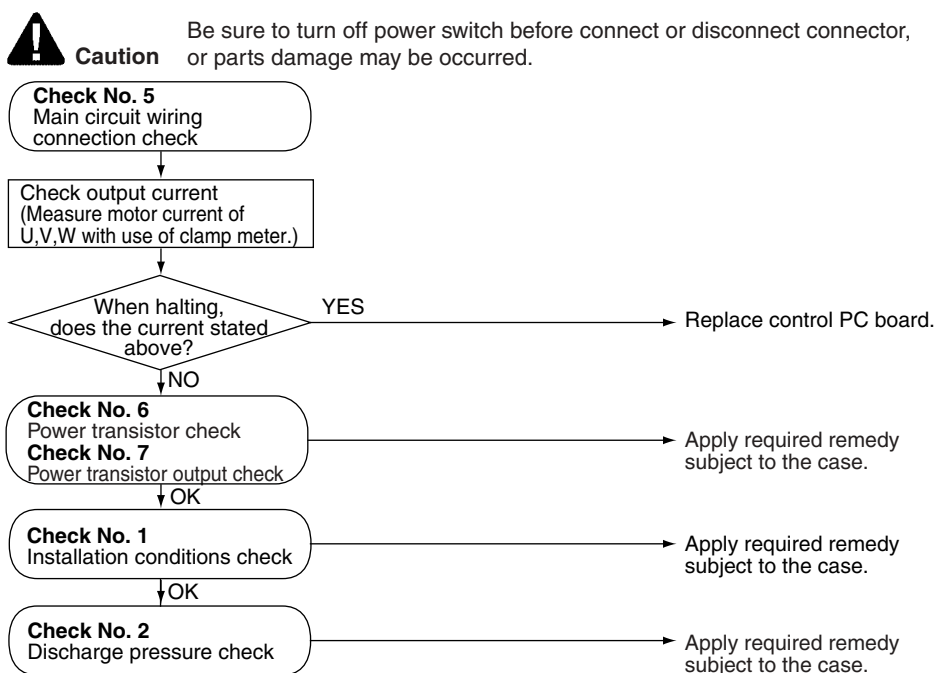 Be sure to turn off power switch before connect or disconnect connector,
Caution or parts damage may be occurred.
Check No. 5
Main circuit wiring
connection check
Check output current
(Measure motor current of
U,V,W with use of clamp meter.)
When halting,
does the current stated
above?
YES
Replace control PC board.
NO
Check No. 6
Power transistor check
Check No. 7
Power transistor output check
Apply required remedy
subject to the case.
OK
Check No. 1
Installation conditions check
Apply required remedy
subject to the case.
OK
Check No. 2
Discharge pressure check
Apply required remedy
subject to the case.